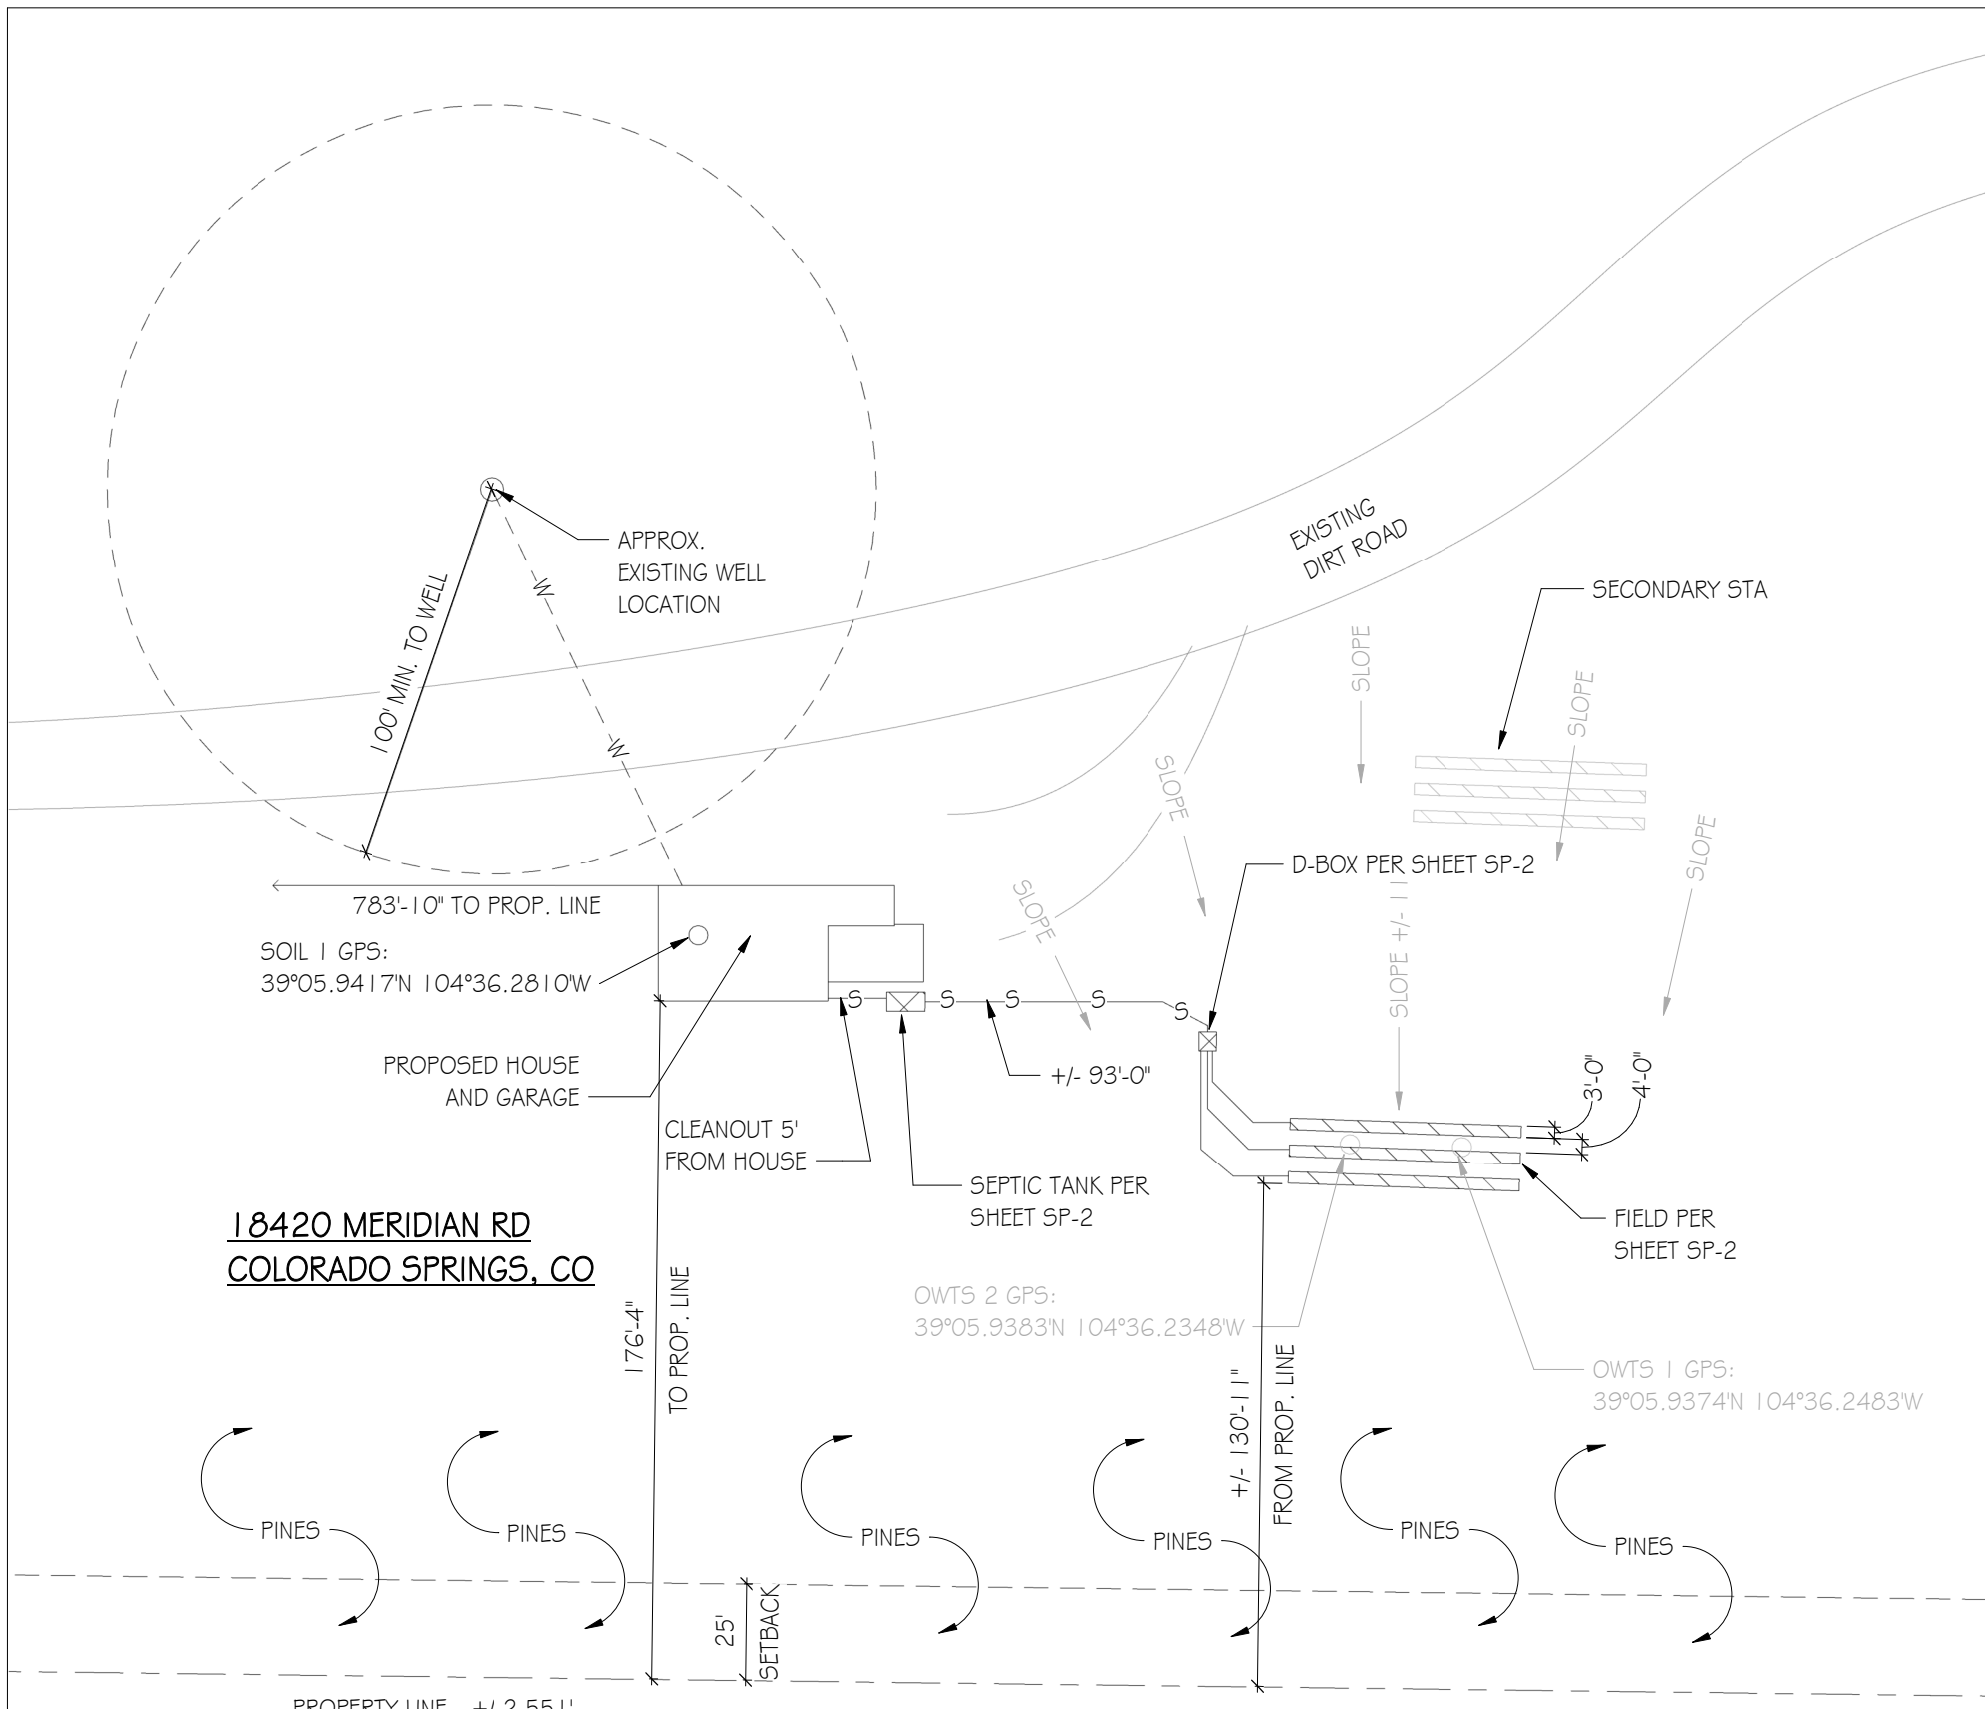 EXISTING
DIRT ROAD
APPROX.
EXISTING WELL
LOCATION
W
W
100' MIN. TO WELL
SECONDARY STA
SLOPE
SLOPE
SLOPE
SLOPE
SLOPE
SLOPE +/- 11
D-BOX PER SHEET SP-2
783'-10" TO PROP. LINE
SOIL 1 GPS:
39°05.9417'N 104°36.2810'W
S
S
S
S
S
PROPOSED HOUSE
AND GARAGE
+/- 93'-0"
3'-0"
4'-0"
CLEANOUT 5'
FROM HOUSE
SEPTIC TANK PER
SHEET SP-2
FIELD PER
SHEET SP-2
18420 MERIDIAN RD
COLORADO SPRINGS, CO
OWTS 2 GPS:
39°05.9383'N 104°36.2348'W
OWTS 1 GPS:
39°05.9374'N 104°36.2483'W
176'-4"
TO PROP. LINE
+/- 130'-11"
FROM PROP. LINE
PINES
PINES
PINES
PINES
PINES
PINES
25'
SETBACK
PROPERTY LINE +/- 2,551'